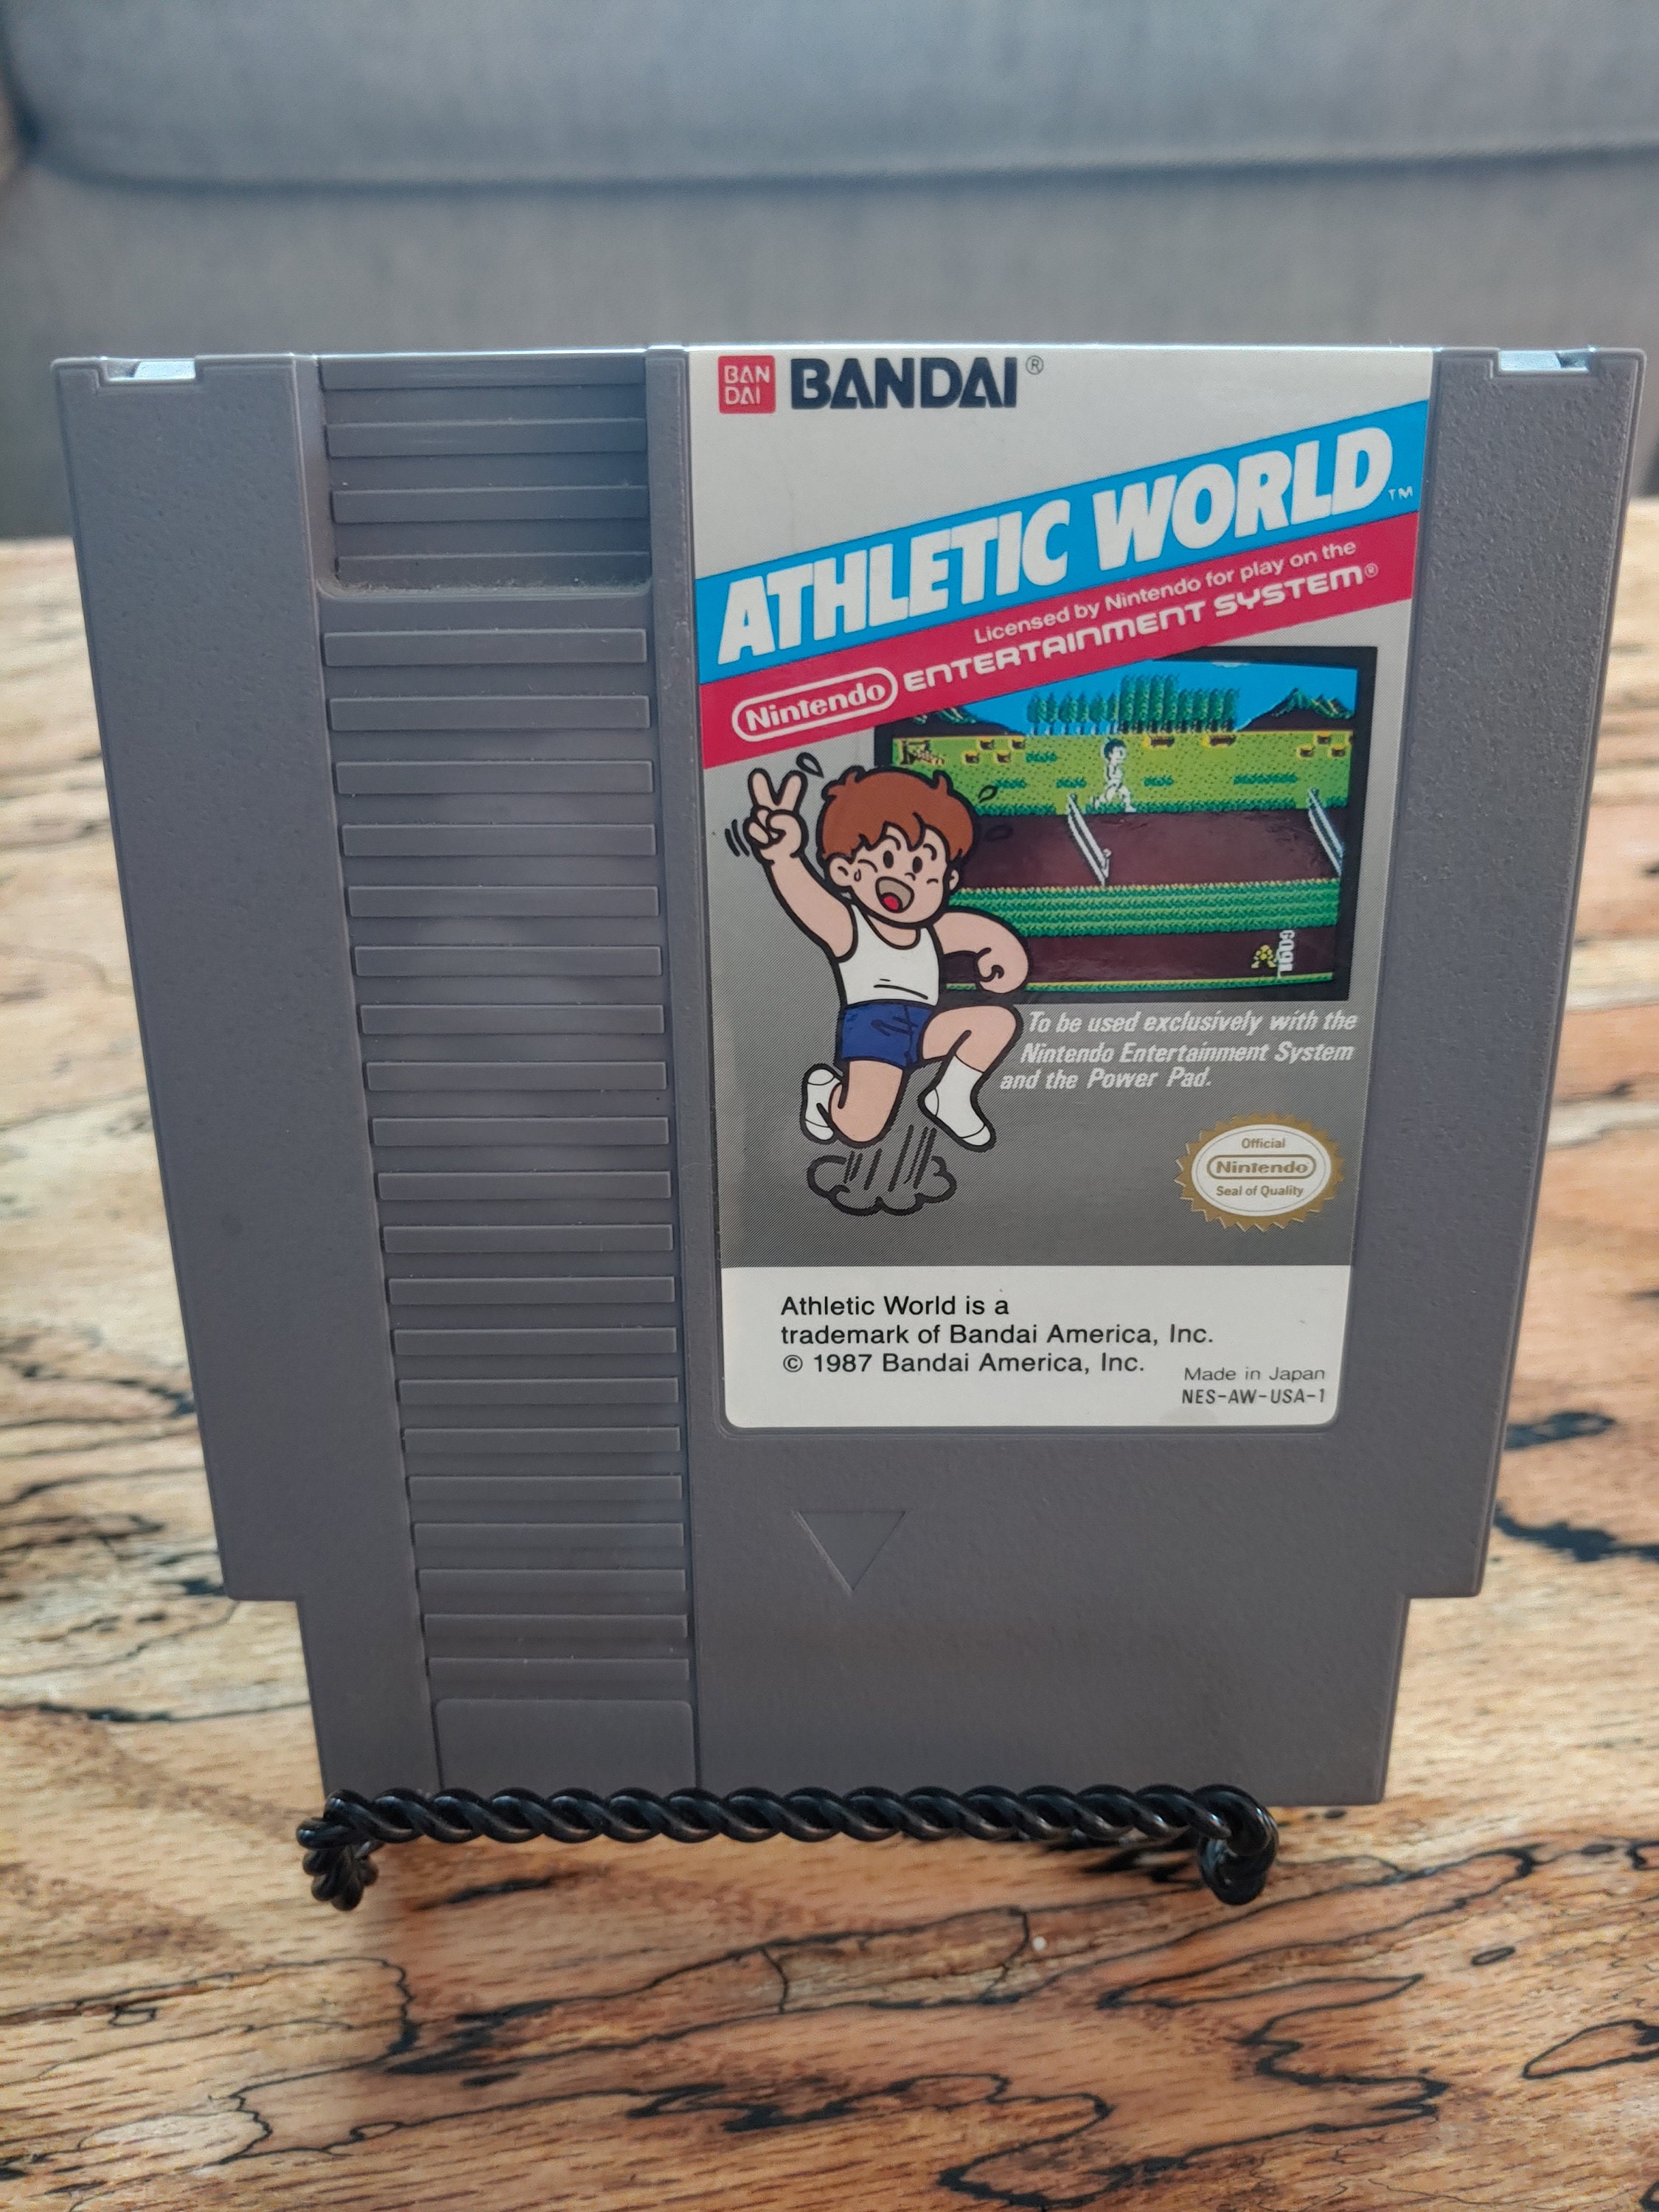 BAN
DAI
BANDAI®
ATHLETIC WORLD™
Licensed by Nintendo for play on the
Nintendo ENTERTAINMENT SYSTEM®
To be used exclusively with the
Nintendo Entertainment System
and the Power Pad.
Official
Nintendo
Seal of Quality
Athletic World is a
trademark of Bandai America, Inc.
© 1987 Bandai America, Inc.
Made in Japan
NES-AW-USA-1